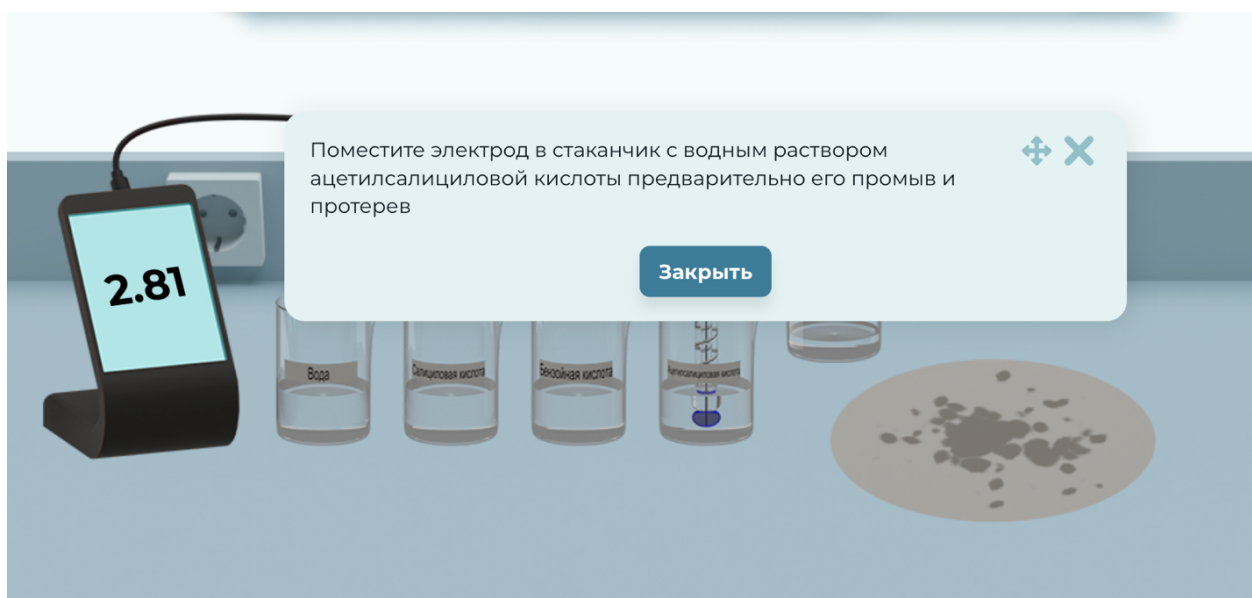 Поместите электрод в стаканчик с водным раствором
ацетилсалициловой кислоты предварительно его промыв и
протерев
Закрыть
2.81
Вода
Салициловая кислота
Бензойная кислота
Ацетилсалициловая кислота